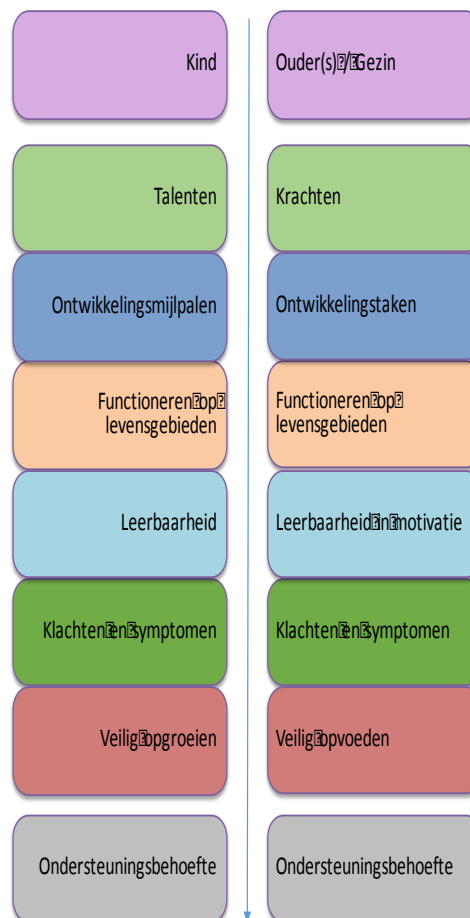 Kind
Ouder(s) / Gezin
Talenten
Krachten
Ontwikkelingsmijlpalen
Ontwikkelingstaken
Functioneren op
levensgebieden
Functioneren op
levensgebieden
Leerbaarheid
Leerbaarheid en motivatie
Klachten en symptomen
Klachten en symptomen
Veilig opgroeien
Veilig opvoeden
Ondersteuningsbehoefte
Ondersteuningsbehoefte